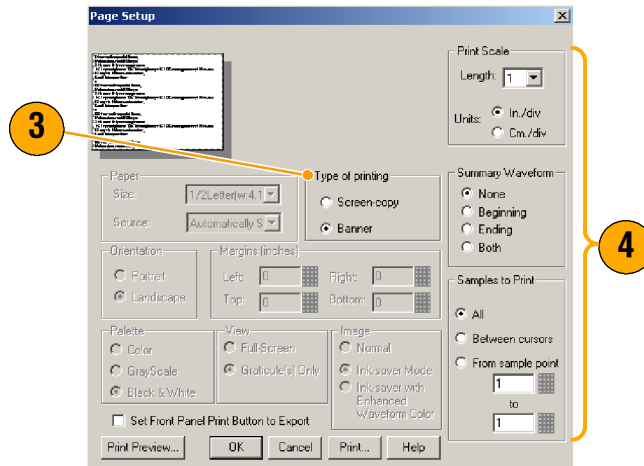 Page Setup
Print Scale
Length: 1
Units: In./div
Cm./div
3
Paper
Size: 1/2Letter(w:4.1
Source: Automatically S
Type of printing
Screen-copy
Banner
Summary Waveform
None
Beginning
Ending
Both
4
Orientation
Portrait
Landscape
Margins (inches)
Left: 0 Right: 0
Top: 0 Bottom: 0
Samples to Print
All
Between cursors
From sample point
1
to
1
Palette
Color
GrayScale
Black & White
View
Full-Screen
Graticule(s) Only
Image
Normal
Ink-saver Mode
Ink-saver with
Enhanced
Waveform Color
Set Front Panel Print Button to Export
Print Preview... OK Cancel Print... Help